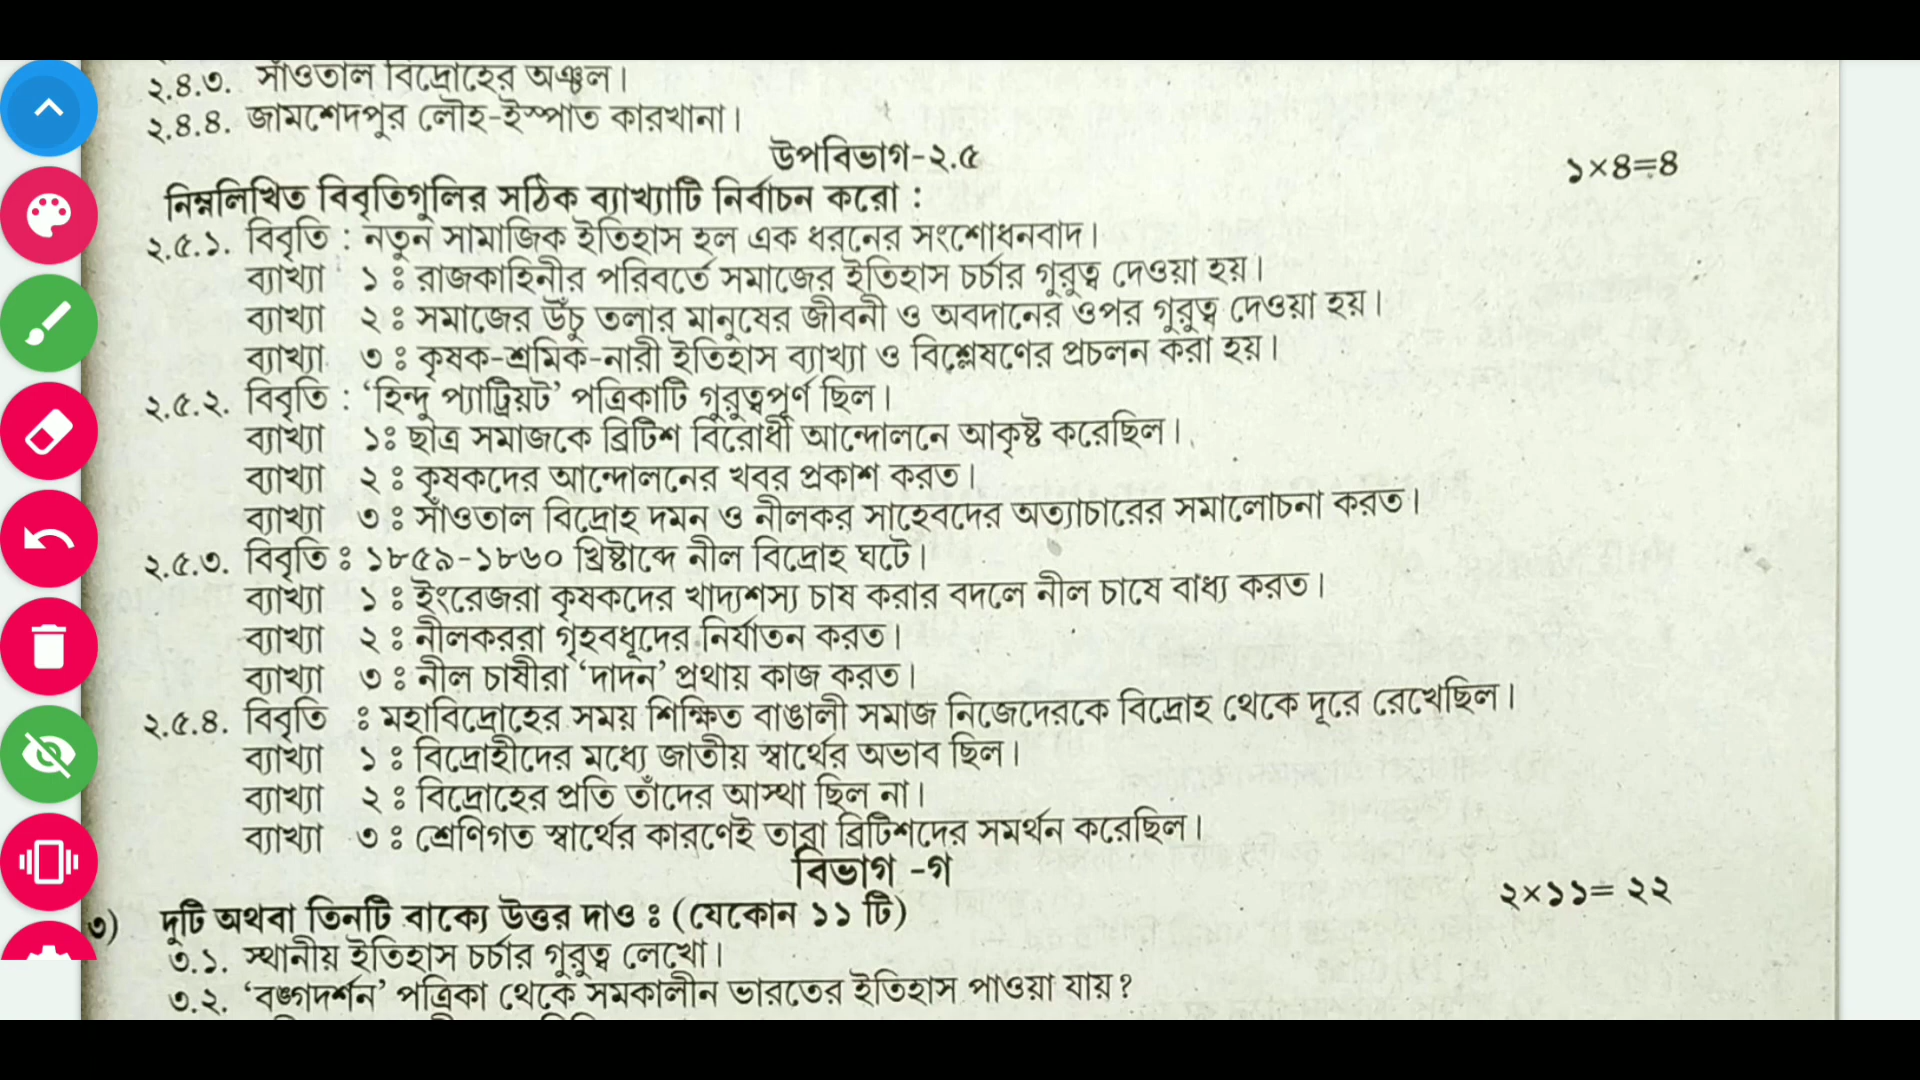 ২.৪.৩. সাঁওতাল বিদ্রোহের অঞ্চল।
২.৪.৪. জামশেদপুর লৌহ-ইস্পাত কারখানা।
উপবিভাগ-২.৫
১×৪=৪
নিম্নলিখিত বিবৃতিগুলির সঠিক ব্যাখ্যাটি নির্বাচন করো :
২.৫.১. বিবৃতি : নতুন সামাজিক ইতিহাস হল এক ধরনের সংশোধনবাদ।
ব্যাখ্যা ১ ঃ রাজকাহিনীর পরিবর্তে সমাজের ইতিহাস চর্চার গুরুত্ব দেওয়া হয়।
ব্যাখ্যা ২ ঃ সমাজের উঁচু তলার মানুষের জীবনী ও অবদানের ওপর গুরুত্ব দেওয়া হয়।
ব্যাখ্যা ৩ ঃ কৃষক-শ্রমিক-নারী ইতিহাস ব্যাখ্যা ও বিশ্লেষণের প্রচলন করা হয়।
২.৫.২. বিবৃতি : ‘হিন্দু প্যাট্রিয়ট’ পত্রিকাটি গুরুত্বপূর্ণ ছিল।
ব্যাখ্যা ১ঃ ছাত্র সমাজকে ব্রিটিশ বিরোধী আন্দোলনে আকৃষ্ট করেছিল।
ব্যাখ্যা ২ ঃ কৃষকদের আন্দোলনের খবর প্রকাশ করত।
ব্যাখ্যা ৩ ঃ সাঁওতাল বিদ্রোহ দমন ও নীলকর সাহেবদের অত্যাচারের সমালোচনা করত।
২.৫.৩. বিবৃতি ঃ ১৮৫৯-১৮৬০ খ্রিষ্টাব্দে নীল বিদ্রোহ ঘটে।
ব্যাখ্যা ১ ঃ ইংরেজরা কৃষকদের খাদ্যশস্য চাষ করার বদলে নীল চাষে বাধ্য করত।
ব্যাখ্যা ২ ঃ নীলকররা গৃহবধূদের নির্যাতন করত।
ব্যাখ্যা ৩ ঃ নীল চাষীরা ‘দাদন’ প্রথায় কাজ করত।
২.৫.৪. বিবৃতি ঃ মহাবিদ্রোহের সময় শিক্ষিত বাঙালী সমাজ নিজেদেরকে বিদ্রোহ থেকে দূরে রেখেছিল।
ব্যাখ্যা ১ ঃ বিদ্রোহীদের মধ্যে জাতীয় স্বার্থের অভাব ছিল।
ব্যাখ্যা ২ ঃ বিদ্রোহের প্রতি তাঁদের আস্থা ছিল না।
ব্যাখ্যা ৩ ঃ শ্রেণিগত স্বার্থের কারণেই তারা ব্রিটিশদের সমর্থন করেছিল।
বিভাগ -গ
২×১১= ২২
৩) দুটি অথবা তিনটি বাক্যে উত্তর দাও ঃ (যেকোন ১১ টি)
৩.১. স্থানীয় ইতিহাস চর্চার গুরুত্ব লেখো।
৩.২. ‘বঙ্গদর্শন’ পত্রিকা থেকে সমকালীন ভারতের ইতিহাস পাওয়া যায় ?